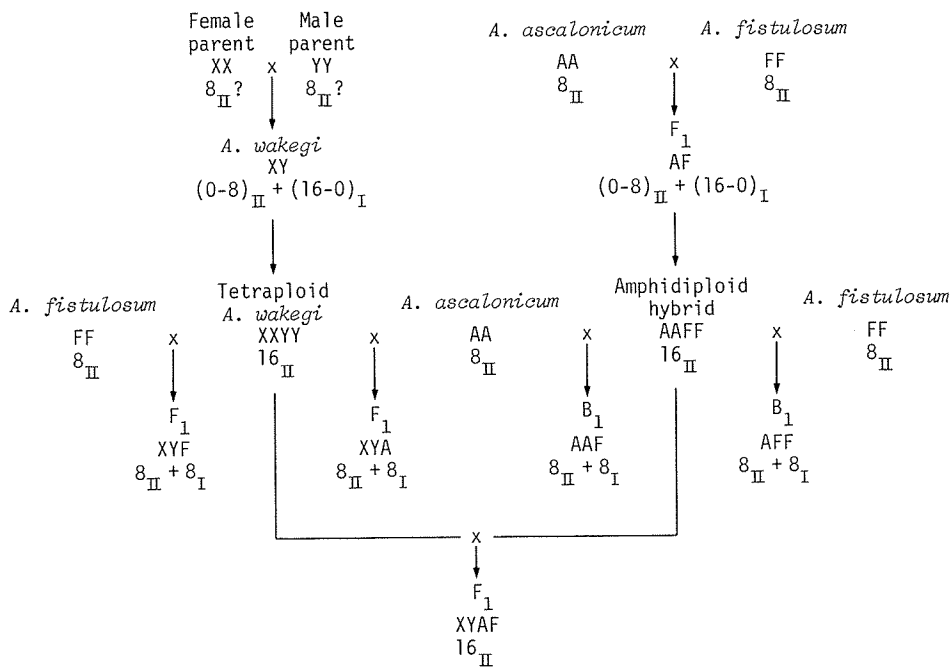 Female parent
XX
8II?
x
Male parent
YY
8II?
A. wakegi
XY
(0-8)II + (16-0)I
A. ascalonicum
AA
8II
x
A. fistulosum
FF
8II
F1
AF
(0-8)II + (16-0)I
A. fistulosum
FF
8II
x
Tetraploid
A. wakegi
XXYY
16II
x
A. ascalonicum
AA
8II
x
Amphidiploid
hybrid
AAFF
16II
x
A. fistulosum
FF
8II
F1
XYF
8II + 8I
F1
XYA
8II + 8I
B1
AAF
8II + 8I
B1
AFF
8II + 8I
x
F1
XYAF
16II